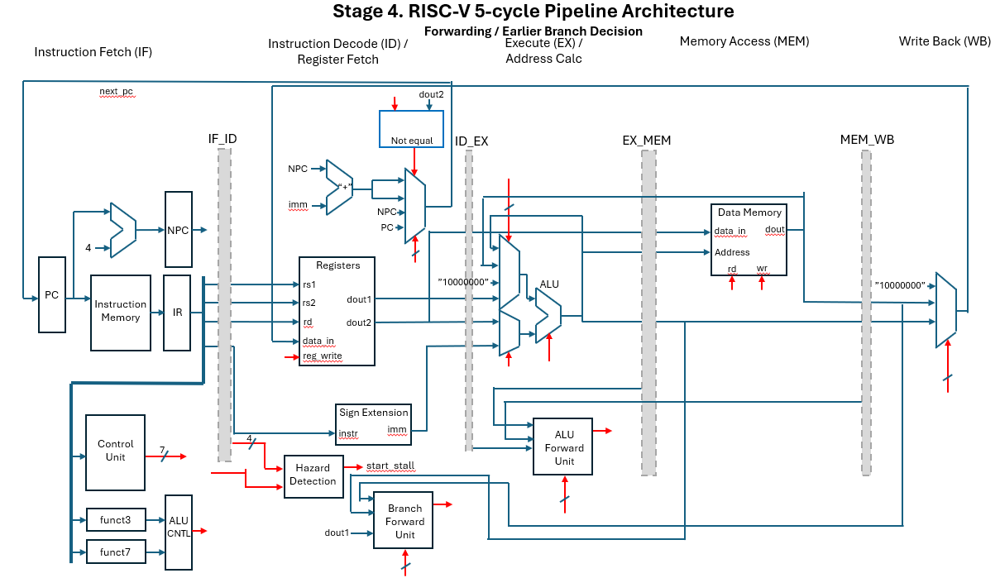 Stage 4. RISC-V 5-cycle Pipeline Architecture
Forwarding / Earlier Branch Decision
Instruction Fetch (IF)
Instruction Decode (ID) /
Register Fetch
Execute (EX) /
Address Calc
Memory Access (MEM)
Write Back (WB)
next_pc
dout2
Not equal
IF_ID
ID_EX
EX_MEM
MEM_WB
NPC
"+"
imm
NPC
PC
NPC
4
PC
Instruction
Memory
IR
Registers
rs1
rs2
rd
data_in
reg_write
dout1
dout2
"10000000"
ALU
Data Memory
data_in
dout
Address
rd
wr
"10000000"
Sign Extension
instr
imm
Control
Unit
7
4
Hazard
Detection
start_stall
ALU
Forward
Unit
funct3
funct7
ALU
CNTL
Branch
Forward
Unit
dout1